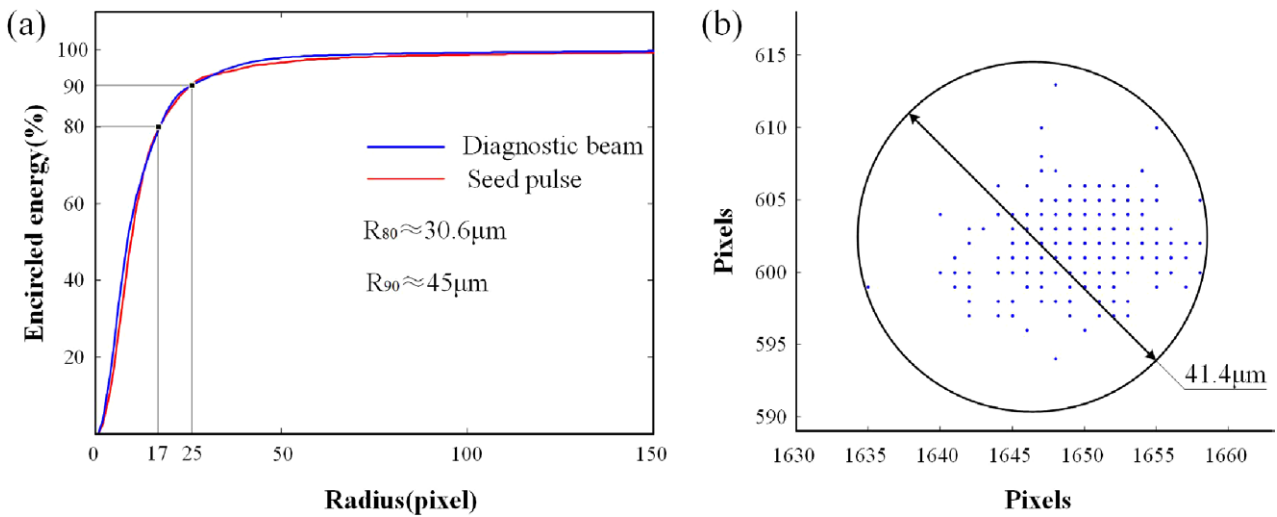 (a)
Encircled energy(%)
100
90
80
60
40
20
0
17
25
50
100
150
Radius(pixel)
Diagnostic beam
Seed pulse
R₈₀≈30.6μm
R₉₀≈45μm
(b)
Pixels
615
610
605
600
595
590
1630
1635
1640
1645
1650
1655
1660
Pixels
41.4μm